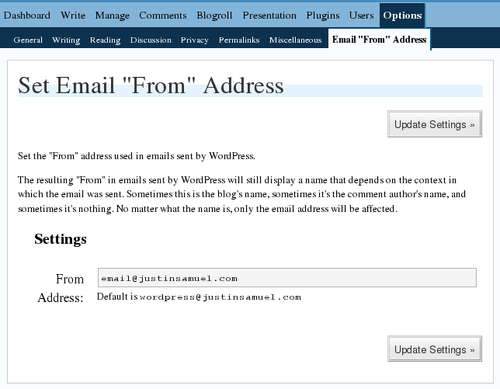 Dashboard Write Manage Comments Blogroll Presentation Plugins Users Options
General Writing Reading Discussion Privacy Permalinks Miscellaneous Email "From" Address
Set Email "From" Address
Update Settings »
Set the "From" address used in emails sent by WordPress.
The resulting "From" in emails sent by WordPress will still display a name that depends on the context in
which the email was sent. Sometimes this is the blog's name, sometimes it's the comment author's name, and
sometimes it's nothing. No matter what the name is, only the email address will be affected.
Settings
From email@justinsamuel.com
Address: Default is wordpress@justinsamuel.com
Update Settings »